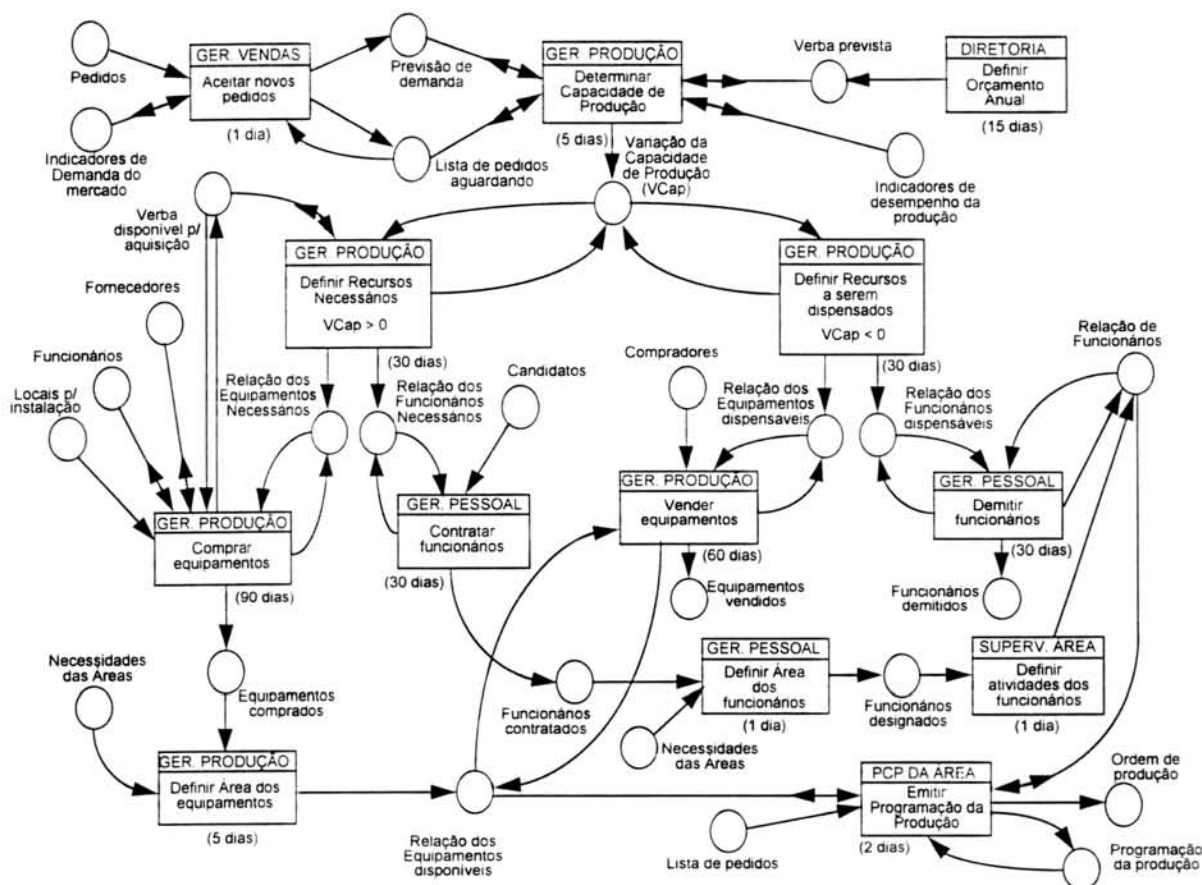 Pedidos
GER. VENDAS
Aceitar novos
pedidos
(1 dia)
Previsão de
demanda
GER. PRODUÇÃO
Determinar
Capacidade de
Produção
(5 dias)
Verba prevista
DIRETORIA
Definir
Orçamento
Anual
(15 dias)
Indicadores de
Demanda do
mercado
Lista de pedidos
aguardando
Variação da
Capacidade
de Produção
(VCap)
Indicadores de
desempenho da
produção
Verba
disponível p/
aquisição
GER. PRODUÇÃO
Definir Recursos
Necessários
VCap > 0
(30 dias)
GER. PRODUÇÃO
Definir Recursos
a serem
dispensados
VCap < 0
(30 dias)
Fornecedores
Funcionários
Locais p/
instalação
Relação dos
Equipamentos
Necessários
Relação dos
Funcionários
Necessários
Candidatos
Compradores
Relação dos
Equipamentos
dispensáveis
Relação dos
Funcionários
dispensáveis
Relação de
Funcionários
GER. PRODUÇÃO
Comprar
equipamentos
(90 dias)
GER. PESSOAL
Contratar
funcionários
(30 dias)
GER. PRODUÇÃO
Vender
equipamentos
(60 dias)
GER. PESSOAL
Demitir
funcionários
(30 dias)
Equipamentos
vendidos
Funcionários
demitidos
Necessidades
das Areas
Equipamentos
comprados
Funcionários
contratados
GER. PESSOAL
Definir Área
dos
funcionários
(1 dia)
Necessidades
das Areas
Funcionários
designados
SUPERV. ÁREA
Definir
atividades dos
funcionários
(1 dia)
GER. PRODUÇÃO
Definir Área dos
equipamentos
(5 dias)
Relação dos
Equipamentos
disponíveis
Lista de pedidos
PCP DA ÁREA
Emitir
Programação da
Produção
(2 dias)
Ordem de
produção
Programação
da produção